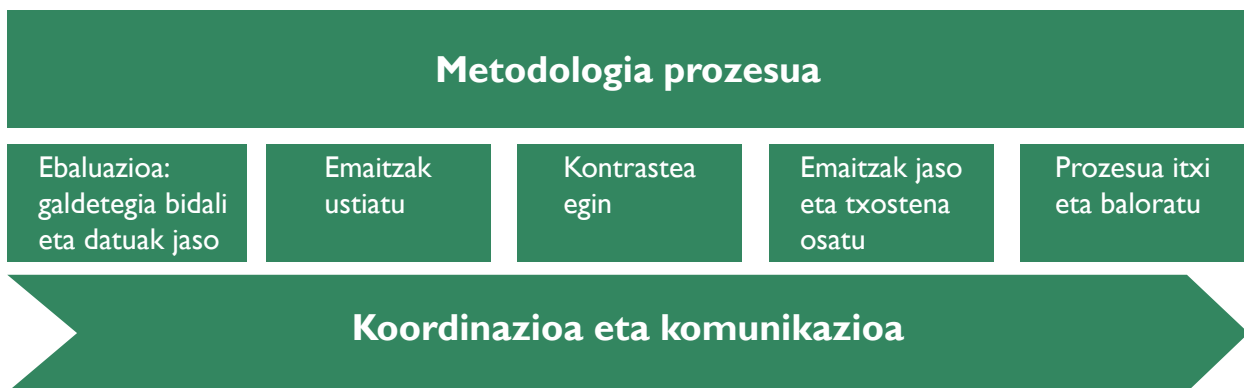 Metodologia prozesua
Ebaluazioa:
galdetegia bidali
eta datuak jaso
Emaitzak
ustiatu
Kontrastea
egin
Emaitzak jaso
eta txostena
osatu
Prozesua itxi
eta baloratu
Koordinazioa eta komunikazioa